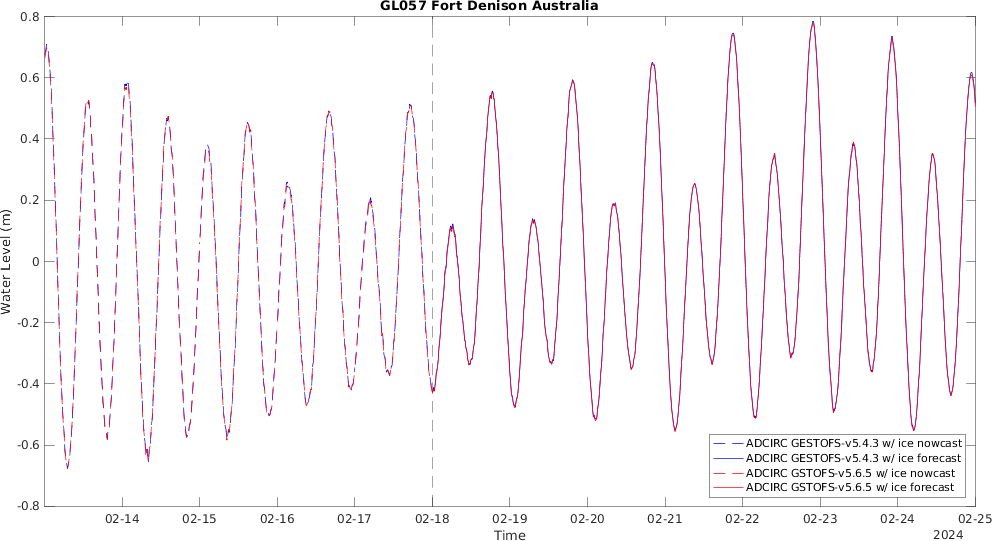 GL057 Fort Denison Australia
0.8
0.6
0.4
0.2
0
-0.2
-0.4
-0.6
-0.8
Water Level (m)
ADCIRC GESTOFS-v5.4.3 w/ ice nowcast
ADCIRC GESTOFS-v5.4.3 w/ ice forecast
ADCIRC GSTOFS-v5.6.5 w/ ice nowcast
ADCIRC GSTOFS-v5.6.5 w/ ice forecast
02-14 02-15 02-16 02-17 02-18 02-19 02-20 02-21 02-22 02-23 02-24 02-25
Time
2024